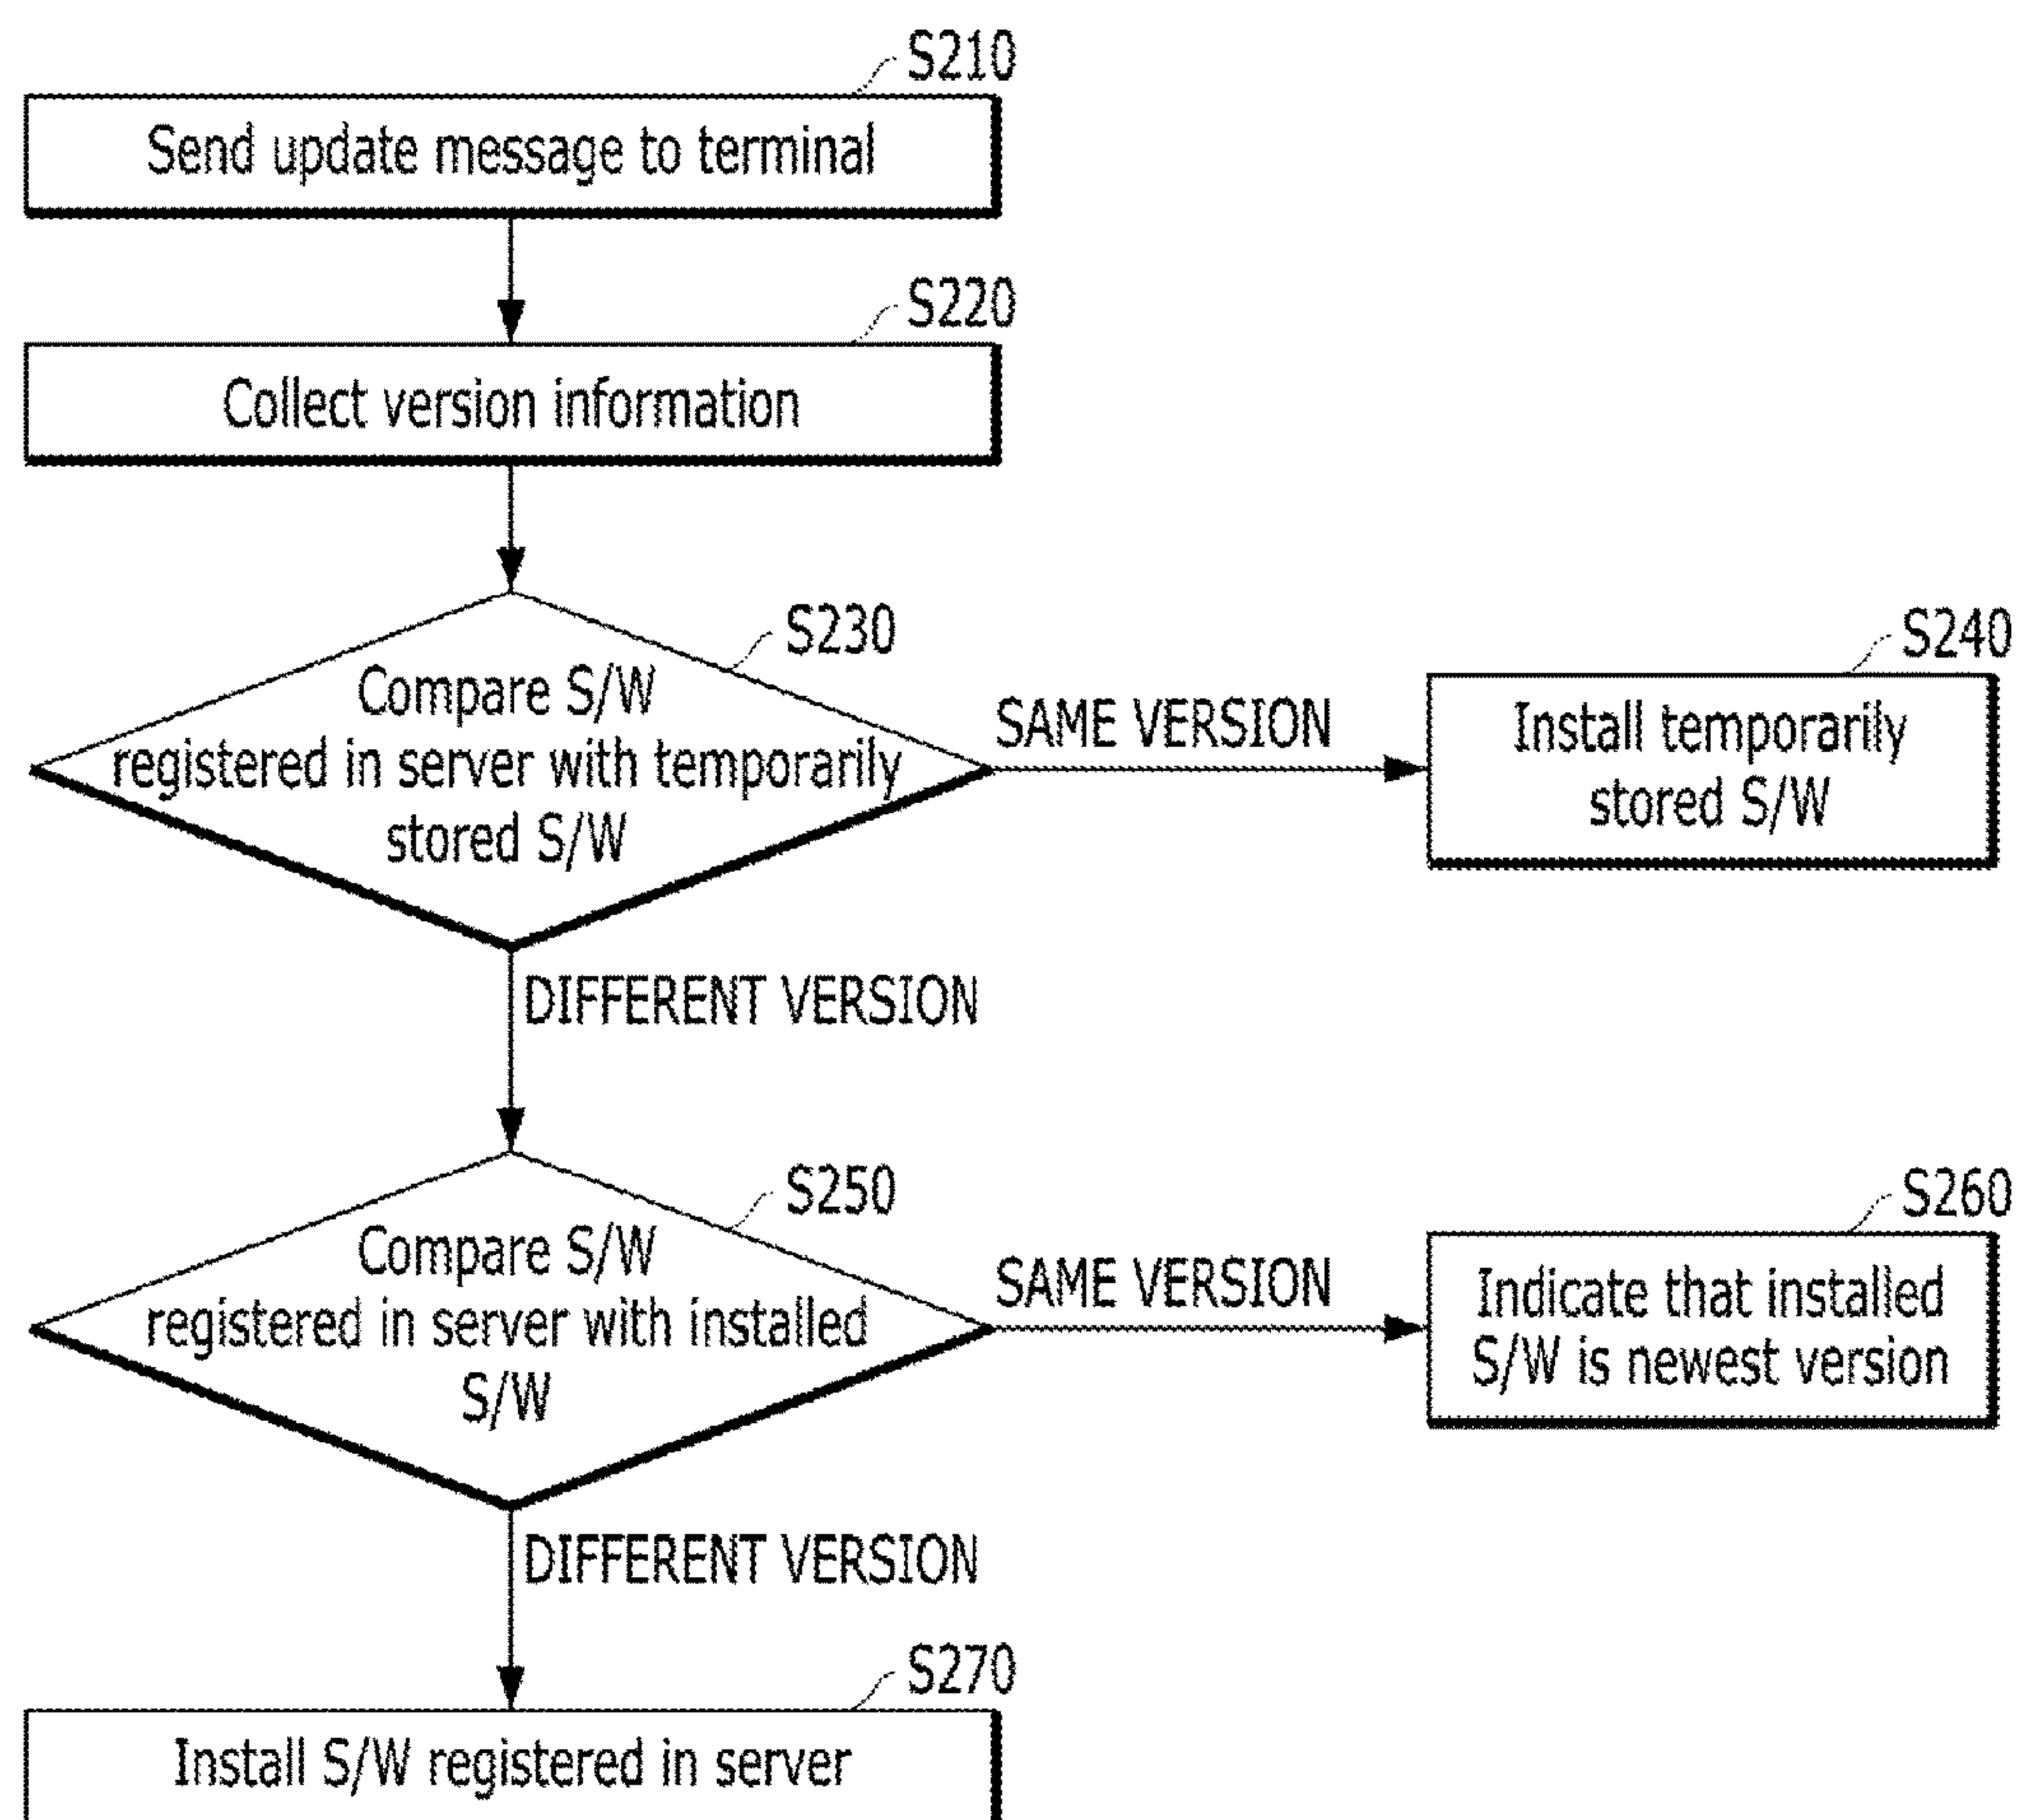 S210
Send update message to terminal
S220
Collect version information
S230
Compare S/W
registered in server with temporarily
stored S/W
SAME VERSION
S240
Install temporarily
stored S/W
DIFFERENT VERSION
S250
Compare S/W
registered in server with installed
S/W
SAME VERSION
S260
Indicate that installed
S/W is newest version
DIFFERENT VERSION
S270
Install S/W registered in server